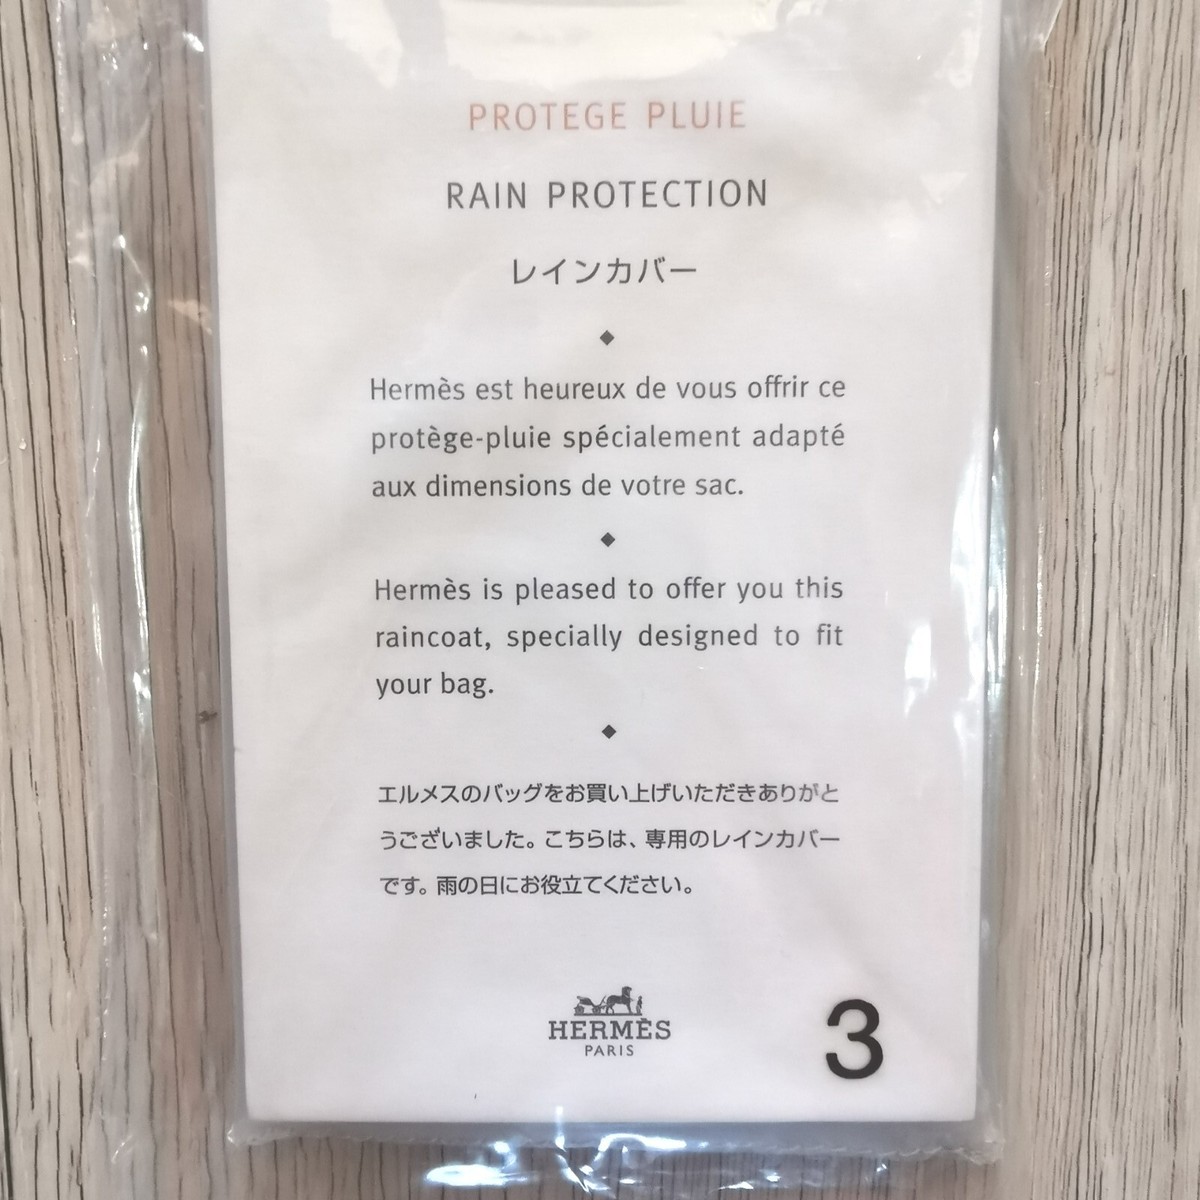 PROTEGE PLUIE
RAIN PROTECTION
レインカバー
Hermès est heureux de vous offrir ce
protège-pluie spécialement adapté
aux dimensions de votre sac.
Hermès is pleased to offer you this
raincoat, specially designed to fit
your bag.
エルメスのバッグをお買い上げいただきありがと
うございました。こちらは、専用のレインカバー
です。雨の日にお役立てください。
HERMÈS
PARIS
3